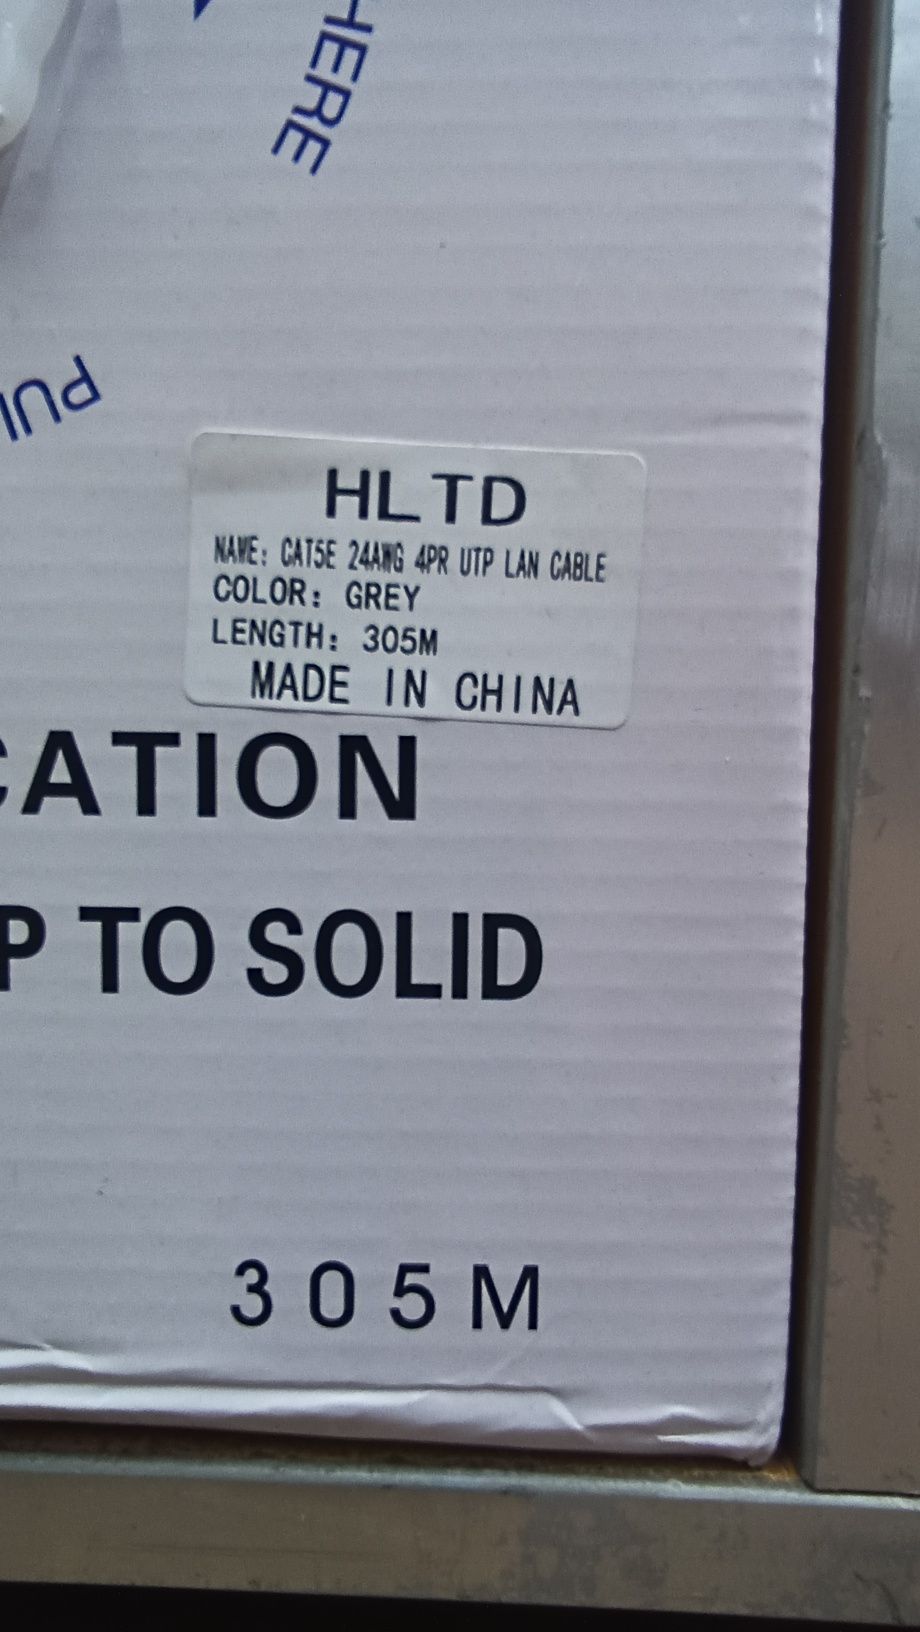 HERE
PUL
HLTD
NAME: CAT5E 24AWG 4PR UTP LAN CABLE
COLOR: GREY
LENGTH: 305M
MADE IN CHINA
CATION
P TO SOLID
305M